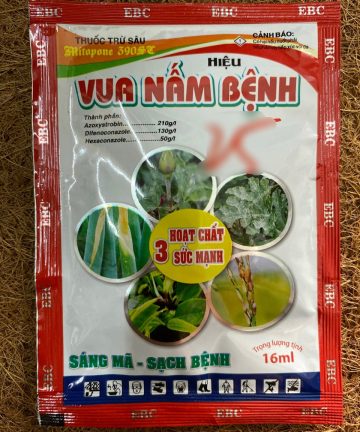 EBC EBC EBC EBC
THUỐC TRỪ SÂU
Mitopone 390SC
CẢNH BÁO:
HIỆU
VUA NẤM BỆNH
Thành phần:
Azoxystrobin.................. 210g/l
Difenoconazole...............130g/l
Hexaconazole.................50g/l
3 HOẠT CHẤT
SỨC MẠNH
Trọng lượng tịnh
16ml
SÁNG MÃ - SẠCH BỆNH
EBC EBC EBC EBC